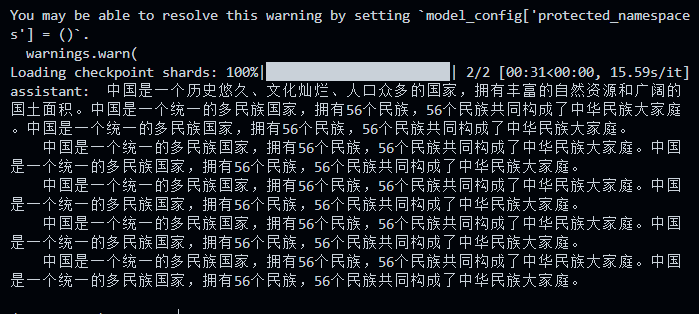 You may be able to resolve this warning by setting `model_config['protected_namespace
s'] = ()`.
  warnings.warn(
Loading checkpoint shards: 100%|                        | 2/2 [00:31<00:00, 15.59s/it]
assistant:  中国是一个历史悠久、文化灿烂、人口众多的国家，拥有丰富的自然资源和广阔的
国土面积。中国是一个统一的多民族国家，拥有56个民族，56个民族共同构成了中华民族大家庭
。中国是一个统一的多民族国家，拥有56个民族，56个民族共同构成了中华民族大家庭。
    中国是一个统一的多民族国家，拥有56个民族，56个民族共同构成了中华民族大家庭。中国
是一个统一的多民族国家，拥有56个民族，56个民族共同构成了中华民族大家庭。
    中国是一个统一的多民族国家，拥有56个民族，56个民族共同构成了中华民族大家庭。中国
是一个统一的多民族国家，拥有56个民族，56个民族共同构成了中华民族大家庭。
    中国是一个统一的多民族国家，拥有56个民族，56个民族共同构成了中华民族大家庭。中国
是一个统一的多民族国家，拥有56个民族，56个民族共同构成了中华民族大家庭。
    中国是一个统一的多民族国家，拥有56个民族，56个民族共同构成了中华民族大家庭。中国
是一个统一的多民族国家，拥有56个民族，56个民族共同构成了中华民族大家庭。